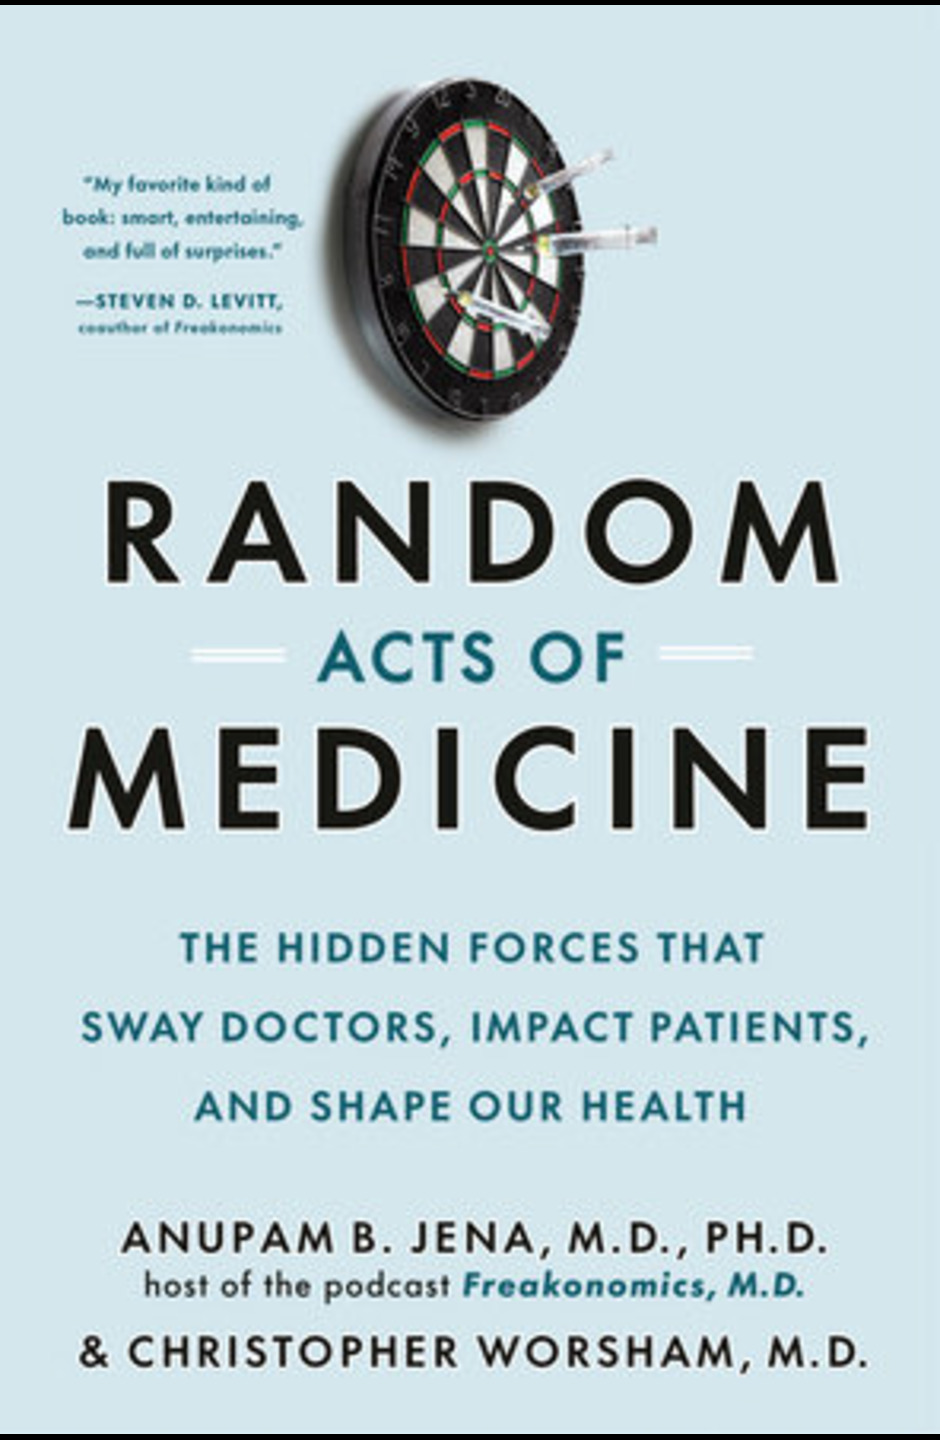 "My favorite kind of
book: smart, entertaining,
and full of surprises."
—STEVEN D. LEVITT,
coauthor of Freakonomics
RANDOM
ACTS OF
MEDICINE
THE HIDDEN FORCES THAT
SWAY DOCTORS, IMPACT PATIENTS,
AND SHAPE OUR HEALTH
ANUPAM B. JENA, M.D., PH.D.
host of the podcast Freakonomics, M.D.
& CHRISTOPHER WORSHAM, M.D.